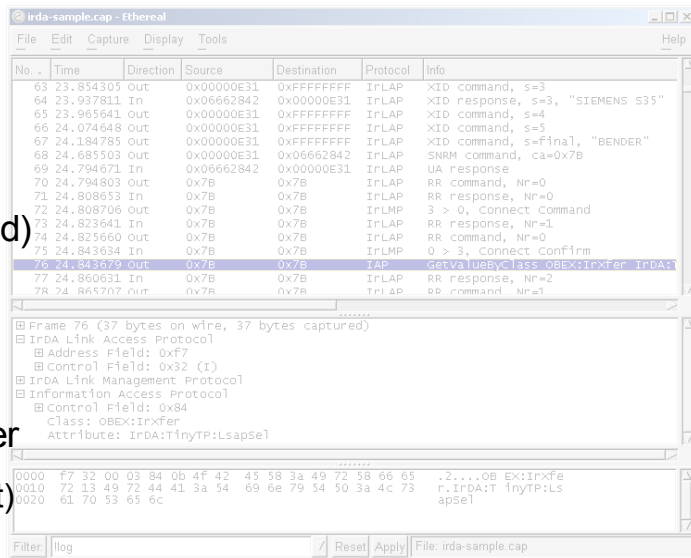 irda-sample.cap - Ethereal
File Edit Capture Display Tools Help
No. . Time Direction Source Destination Protocol Info
63 23.854305 Out 0x00000E31 0xFFFFFFFF IrLAP XID command, s=3
64 23.937811 In 0x06662842 0x00000E31 IrLAP XID response, s=3, "SIEMENS S35"
65 23.965641 Out 0x00000E31 0xFFFFFFFF IrLAP XID command, s=4
66 24.074648 Out 0x00000E31 0xFFFFFFFF IrLAP XID command, s=5
67 24.184785 Out 0x00000E31 0xFFFFFFFF IrLAP XID command, s=final, "BENDER"
68 24.685503 Out 0x00000E31 0x06662842 IrLAP SNRM command, ca=0x7B
69 24.794671 In 0x06662842 0x00000E31 IrLAP UA response
70 24.794803 Out 0x7B 0x7B IrLAP RR command, Nr=0
71 24.808653 In 0x7B 0x7B IrLAP RR response, Nr=0
72 24.808706 Out 0x7B 0x7B IrLMP 3 > 0, Connect Command
d)
73 24.823641 In 0x7B 0x7B IrLAP RR response, Nr=1
74 24.825660 Out 0x7B 0x7B IrLAP RR command, Nr=0
75 24.843634 In 0x7B 0x7B IrLMP 0 > 3, Connect Confirm
76 24.843679 Out 0x7B 0x7B IAP GetValueByClass OBEX:IrXfer IrDA:T
77 24.860631 In 0x7B 0x7B IrLAP RR response, Nr=2
78 24.865707 Out 0x7B 0x7B IrLAP RR command, Nr=1
Frame 76 (37 bytes on wire, 37 bytes captured)
IrDA Link Access Protocol
Address Field: 0xf7
Control Field: 0x32 (I)
IrDA Link Management Protocol
Information Access Protocol
Control Field: 0x84
Class: OBEX:IrXfer
er
Attribute: IrDA:TinyTP:LsapSel
0000 f7 32 00 03 84 0b 4f 42 45 58 3a 49 72 58 66 65 .2....OB EX:IrXfe
0010 72 13 49 72 44 41 3a 54 69 6e 79 54 50 3a 4c 73 r.IrDA:T inyTP:Ls
t)
0020 61 70 53 65 6c apSel
Filter: !log / Reset Apply File: irda-sample.cap